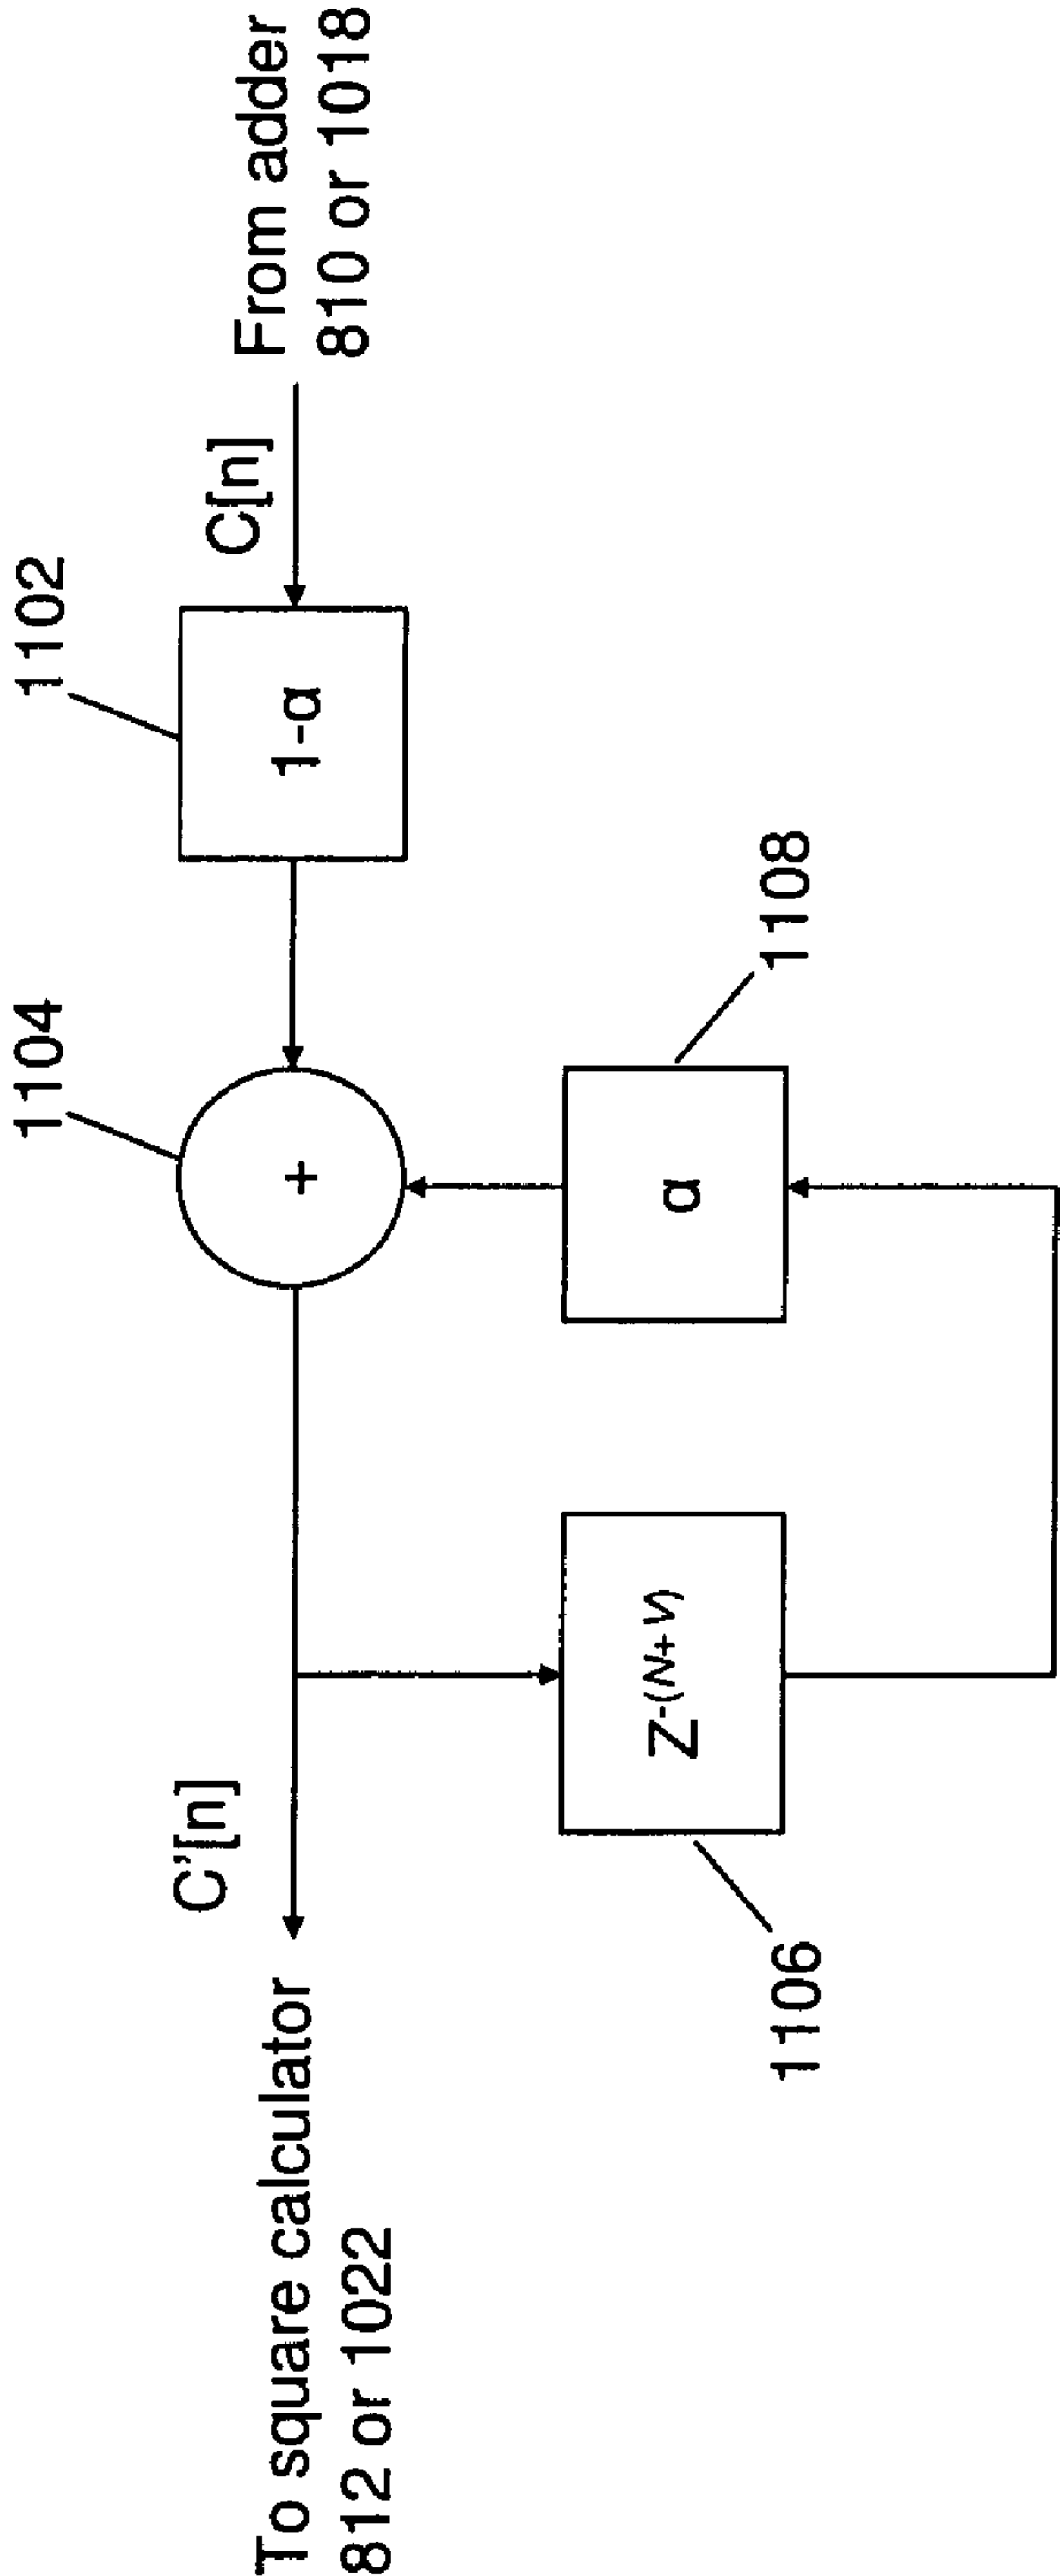 To square calculator
812 or 1022
C'[n]
1104
1102
C[n]
From adder
810 or 1018
+
1-α
Z-(N+V)
α
1106
1108